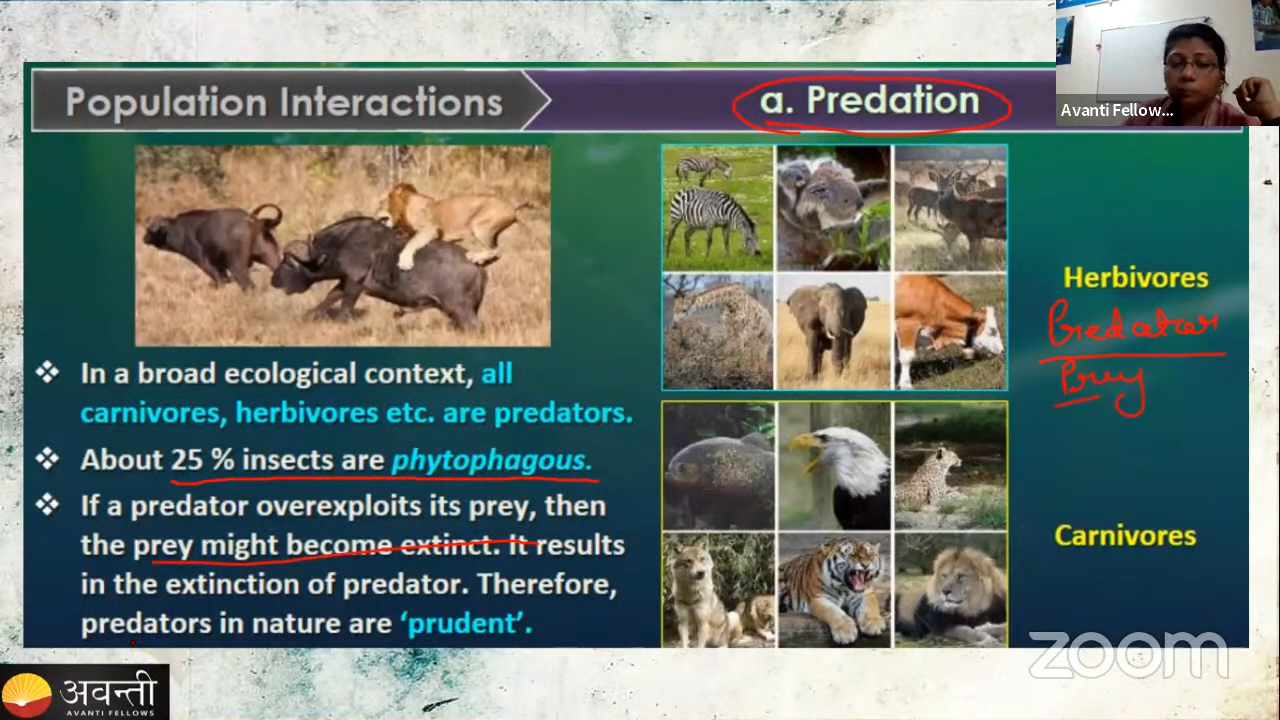 Population Interactions
a. Predation
Avanti Fellow...
Herbivores
Predator
Prey
❖ In a broad ecological context, all
carnivores, herbivores etc. are predators.
❖ About 25 % insects are phytophagous.
❖ If a predator overexploits its prey, then
the prey might become extinct. It results
in the extinction of predator. Therefore,
predators in nature are ‘prudent’.
Carnivores
zoom
अवन्ती
AVANTI FELLOWS